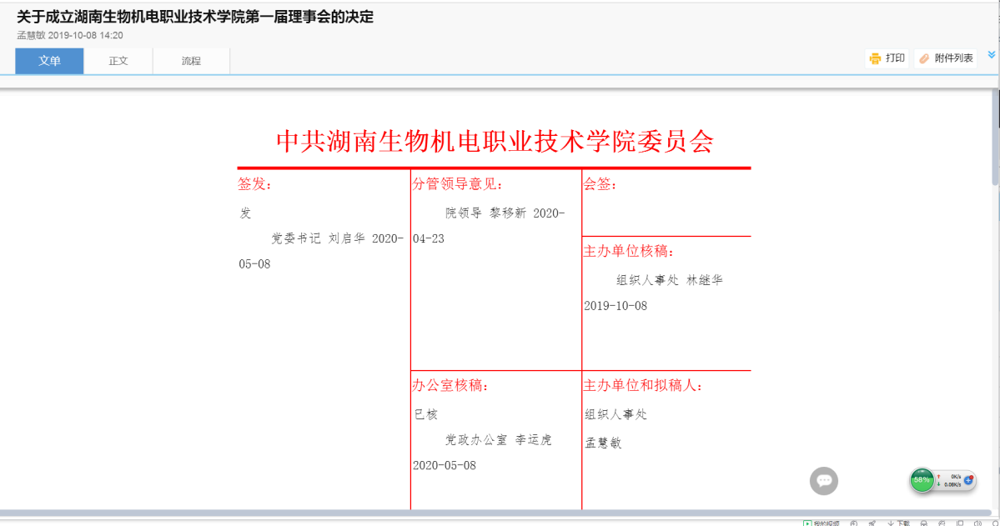 关于成立湖南生物机电职业技术学院第一届理事会的决定
孟慧敏 2019-10-08 14:20
文单
正文
流程
打印
附件列表
中共湖南生物机电职业技术学院委员会
签发：
发
党委书记 刘启华 2020-
05-08
分管领导意见：
院领导 黎移新 2020-
04-23
会签：
主办单位核稿：
组织人事处 林继华
2019-10-08
办公室核稿：
已核
党政办公室 李运虎
2020-05-08
主办单位和拟稿人：
组织人事处
孟慧敏
58%
0K/s
0.08K/s
我的视频
下载